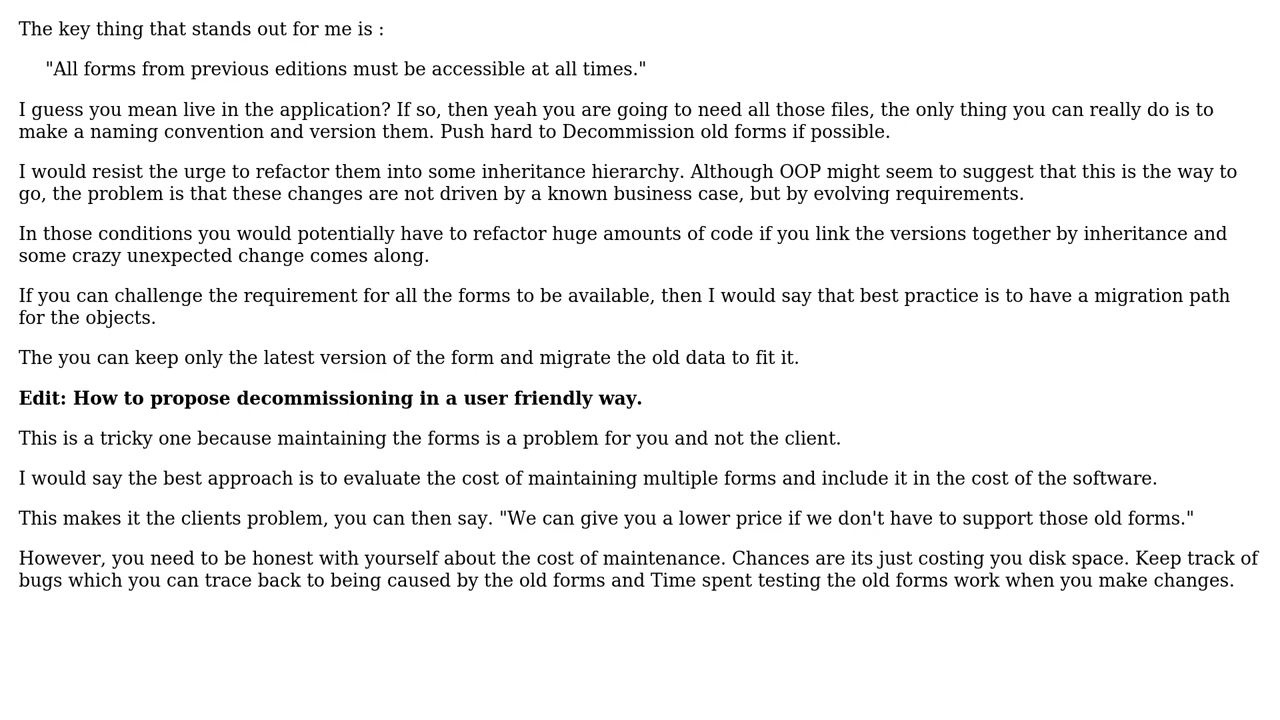 The key thing that stands out for me is :
"All forms from previous editions must be accessible at all times."
I guess you mean live in the application? If so, then yeah you are going to need all those files, the only thing you can really do is to
make a naming convention and version them. Push hard to Decommission old forms if possible.
I would resist the urge to refactor them into some inheritance hierarchy. Although OOP might seem to suggest that this is the way to
go, the problem is that these changes are not driven by a known business case, but by evolving requirements.
In those conditions you would potentially have to refactor huge amounts of code if you link the versions together by inheritance and
some crazy unexpected change comes along.
If you can challenge the requirement for all the forms to be available, then I would say that best practice is to have a migration path
for the objects.
The you can keep only the latest version of the form and migrate the old data to fit it.
Edit: How to propose decommissioning in a user friendly way.
This is a tricky one because maintaining the forms is a problem for you and not the client.
I would say the best approach is to evaluate the cost of maintaining multiple forms and include it in the cost of the software.
This makes it the clients problem, you can then say. "We can give you a lower price if we don't have to support those old forms."
However, you need to be honest with yourself about the cost of maintenance. Chances are its just costing you disk space. Keep track of
bugs which you can trace back to being caused by the old forms and Time spent testing the old forms work when you make changes.